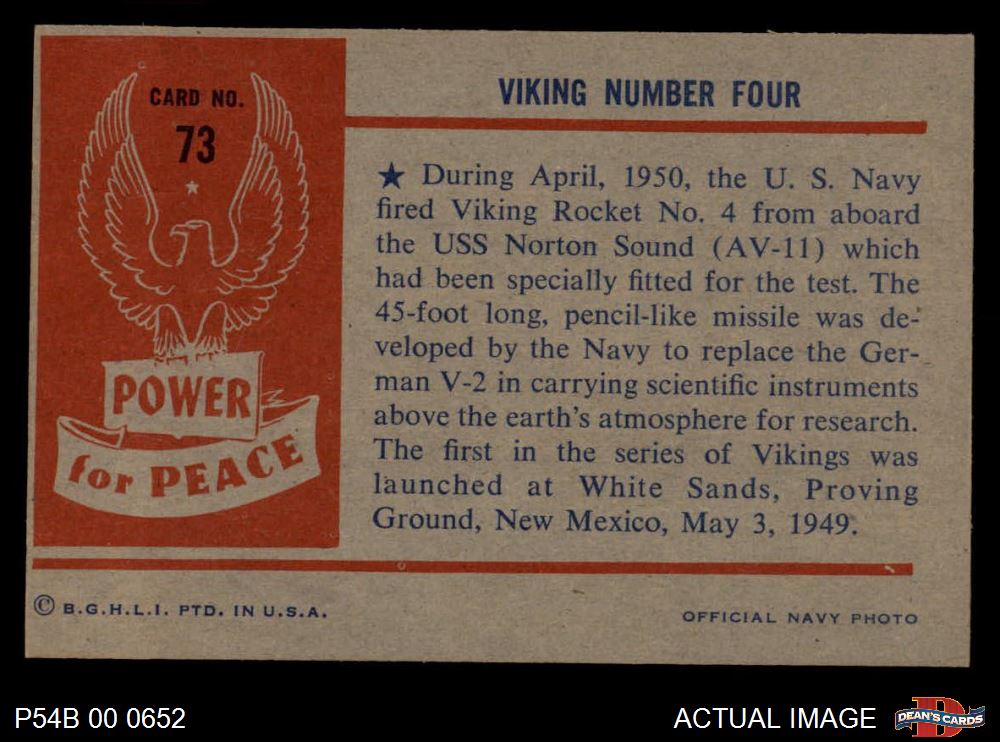 CARD NO.
73
POWER
for PEACE
VIKING NUMBER FOUR
★ During April, 1950, the U. S. Navy
fired Viking Rocket No. 4 from aboard
the USS Norton Sound (AV-11) which
had been specially fitted for the test. The
45-foot long, pencil-like missile was de-
veloped by the Navy to replace the Ger-
man V-2 in carrying scientific instruments
above the earth's atmosphere for research.
The first in the series of Vikings was
launched at White Sands, Proving
Ground, New Mexico, May 3, 1949.
© B.G.H.L.I. PTD. IN U.S.A.
OFFICIAL NAVY PHOTO
P54B 00 0652
ACTUAL IMAGE
D
DEAN'S CARDS